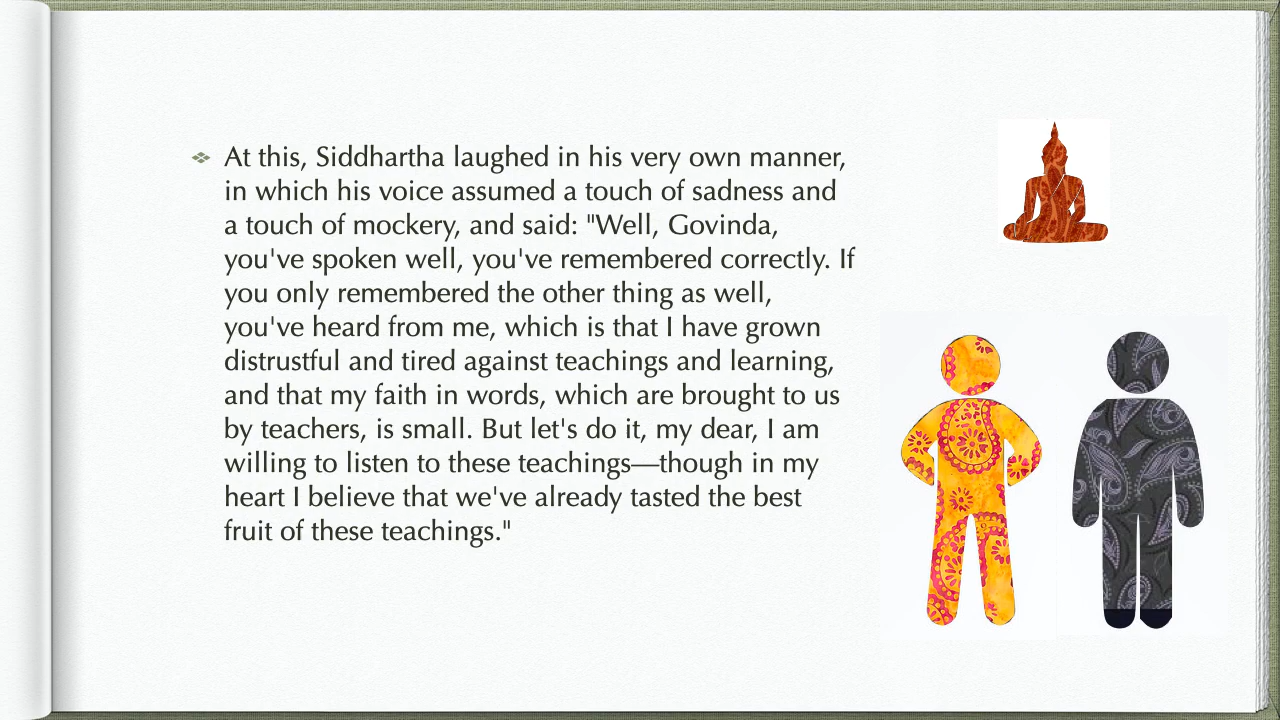 At this, Siddhartha laughed in his very own manner,
in which his voice assumed a touch of sadness and
a touch of mockery, and said: "Well, Govinda,
you've spoken well, you've remembered correctly. If
you only remembered the other thing as well,
you've heard from me, which is that I have grown
distrustful and tired against teachings and learning,
and that my faith in words, which are brought to us
by teachers, is small. But let's do it, my dear, I am
willing to listen to these teachings—though in my
heart I believe that we've already tasted the best
fruit of these teachings."